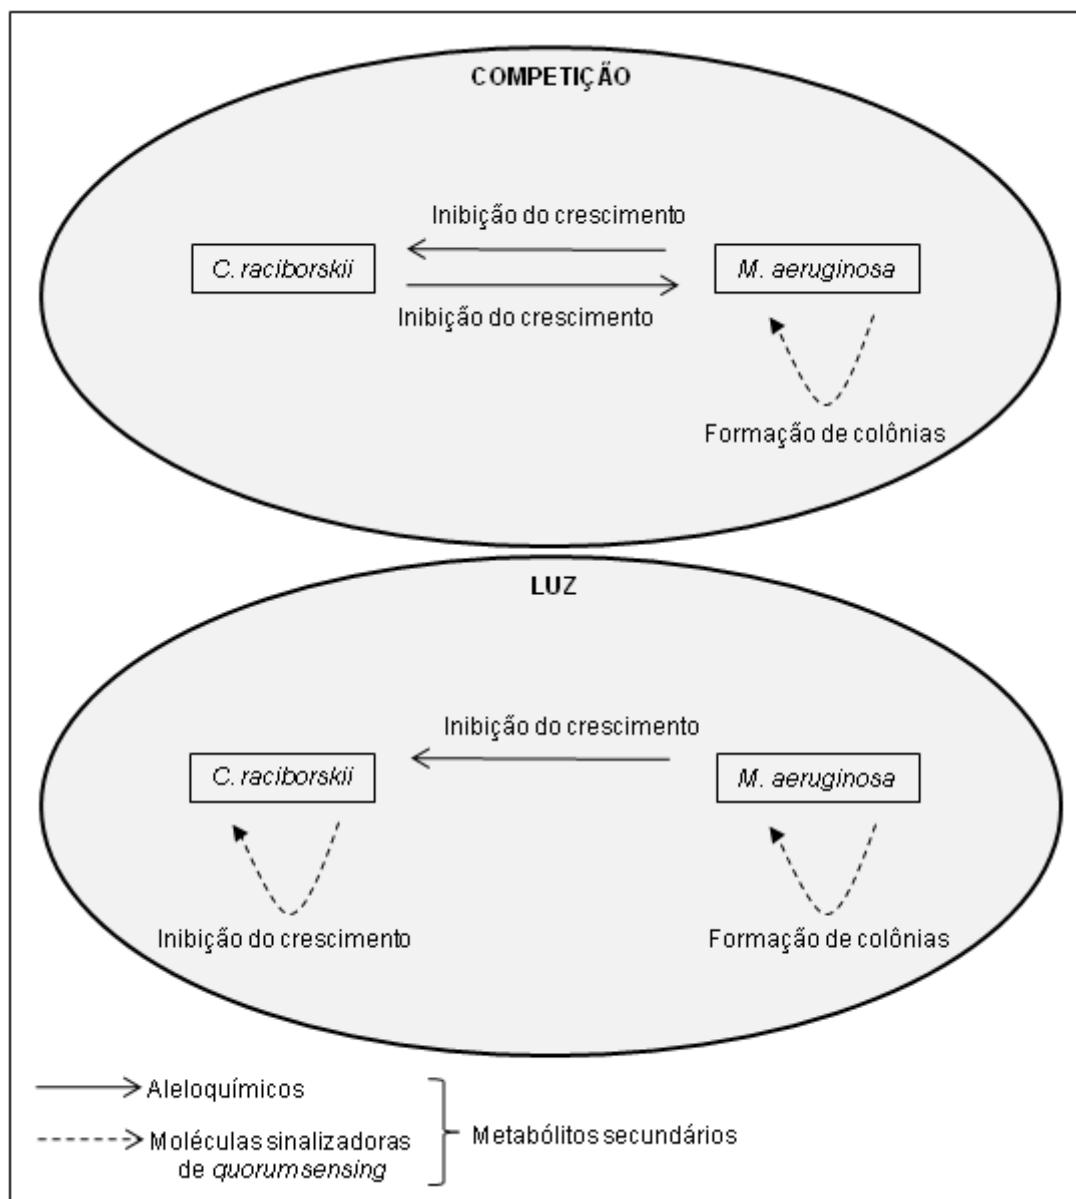 COMPETIÇÃO
Inibição do crescimento
C. raciborskii
M. aeruginosa
Inibição do crescimento
Formação de colônias
LUZ
Inibição do crescimento
C. raciborskii
M. aeruginosa
Inibição do crescimento
Formação de colônias
Aleloquímicos
Moléculas sinalizadoras
de quorumsensing
Metabólitos secundários